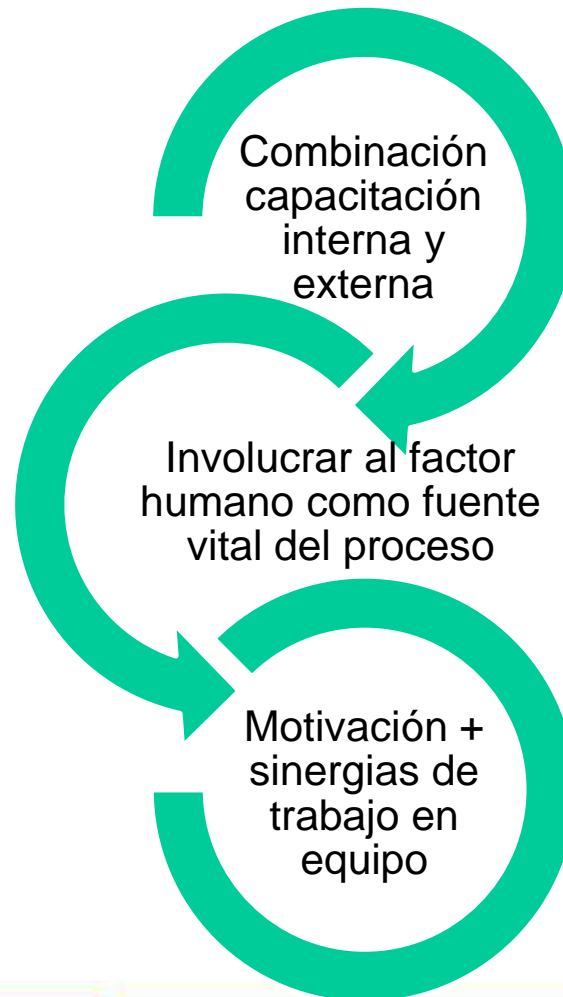 Combinación
capacitación
interna y
externa
Involucrar al factor
humano como fuente
vital del proceso
Motivación +
sinergias de
trabajo en
equipo